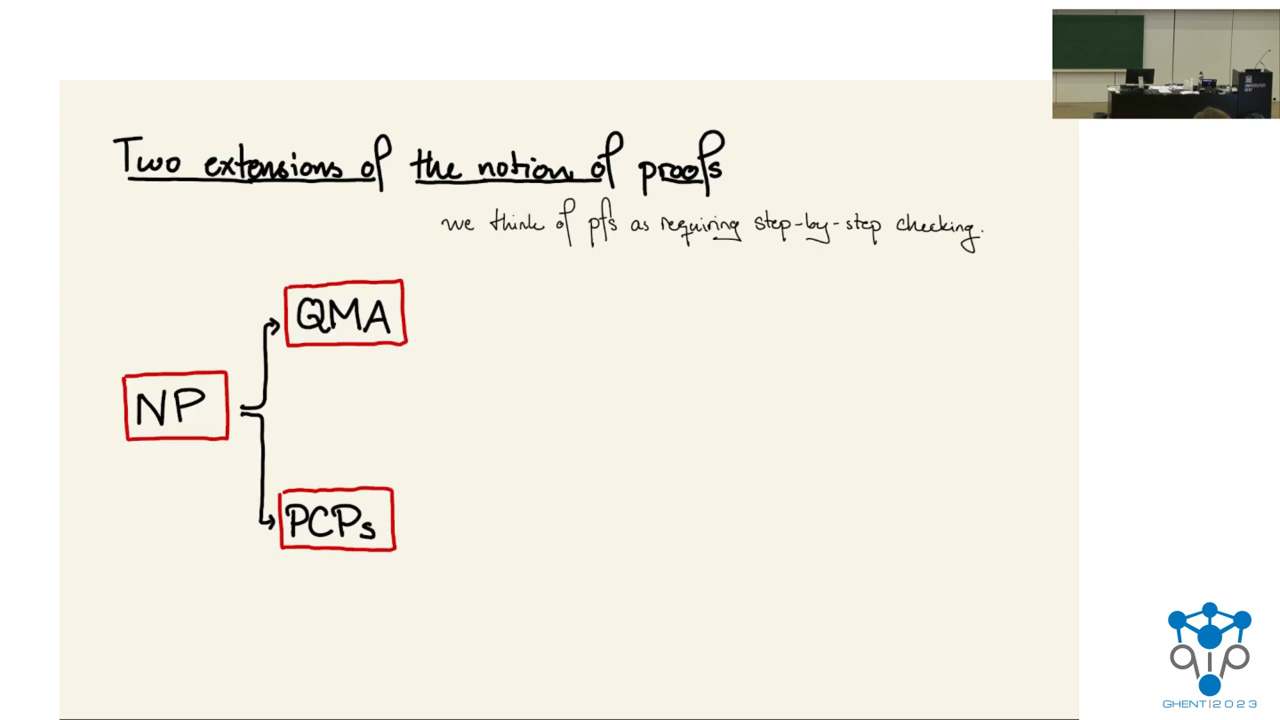 Two extensions of the notion of proofs
we think of pfs as requiring step-by-step checking.
QMA
NP
PCPs
qip
GHENT|2023